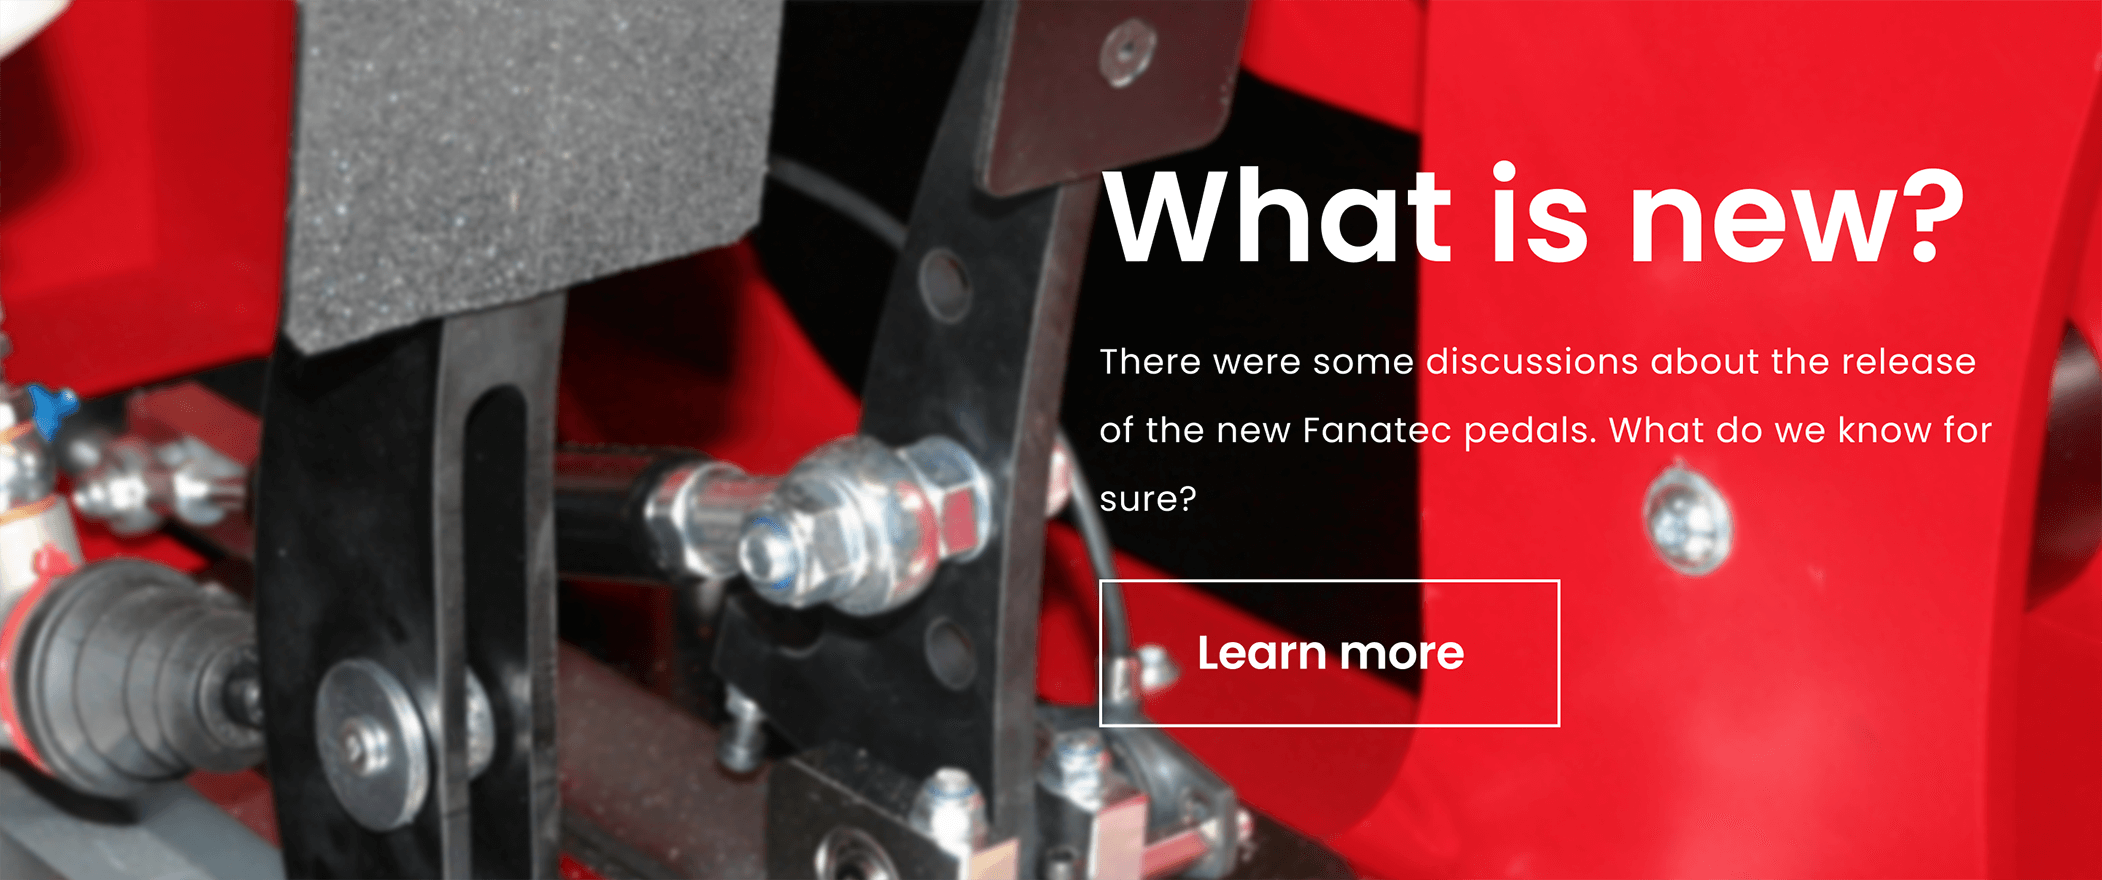 What is new?
There were some discussions about the release
of the new Fanatec pedals. What do we know for
sure?
Learn more